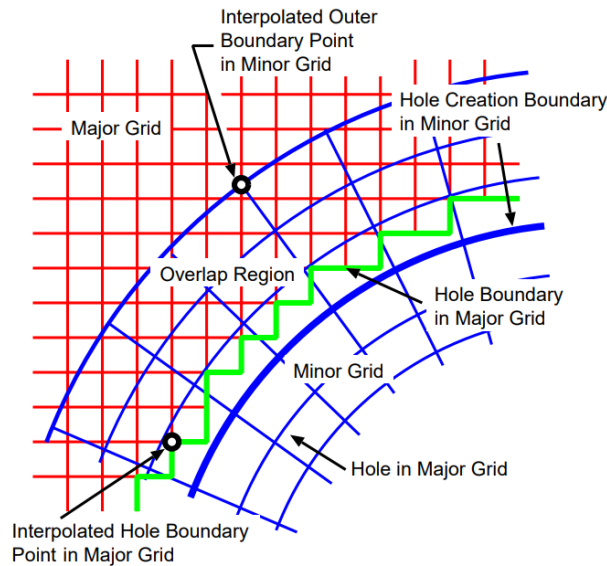 Interpolated Outer
Boundary Point
in Minor Grid
Major Grid
Hole Creation Boundary
in Minor Grid
Overlap Region
Hole Boundary
in Major Grid
Minor Grid
Hole in Major Grid
Interpolated Hole Boundary
Point in Major Grid